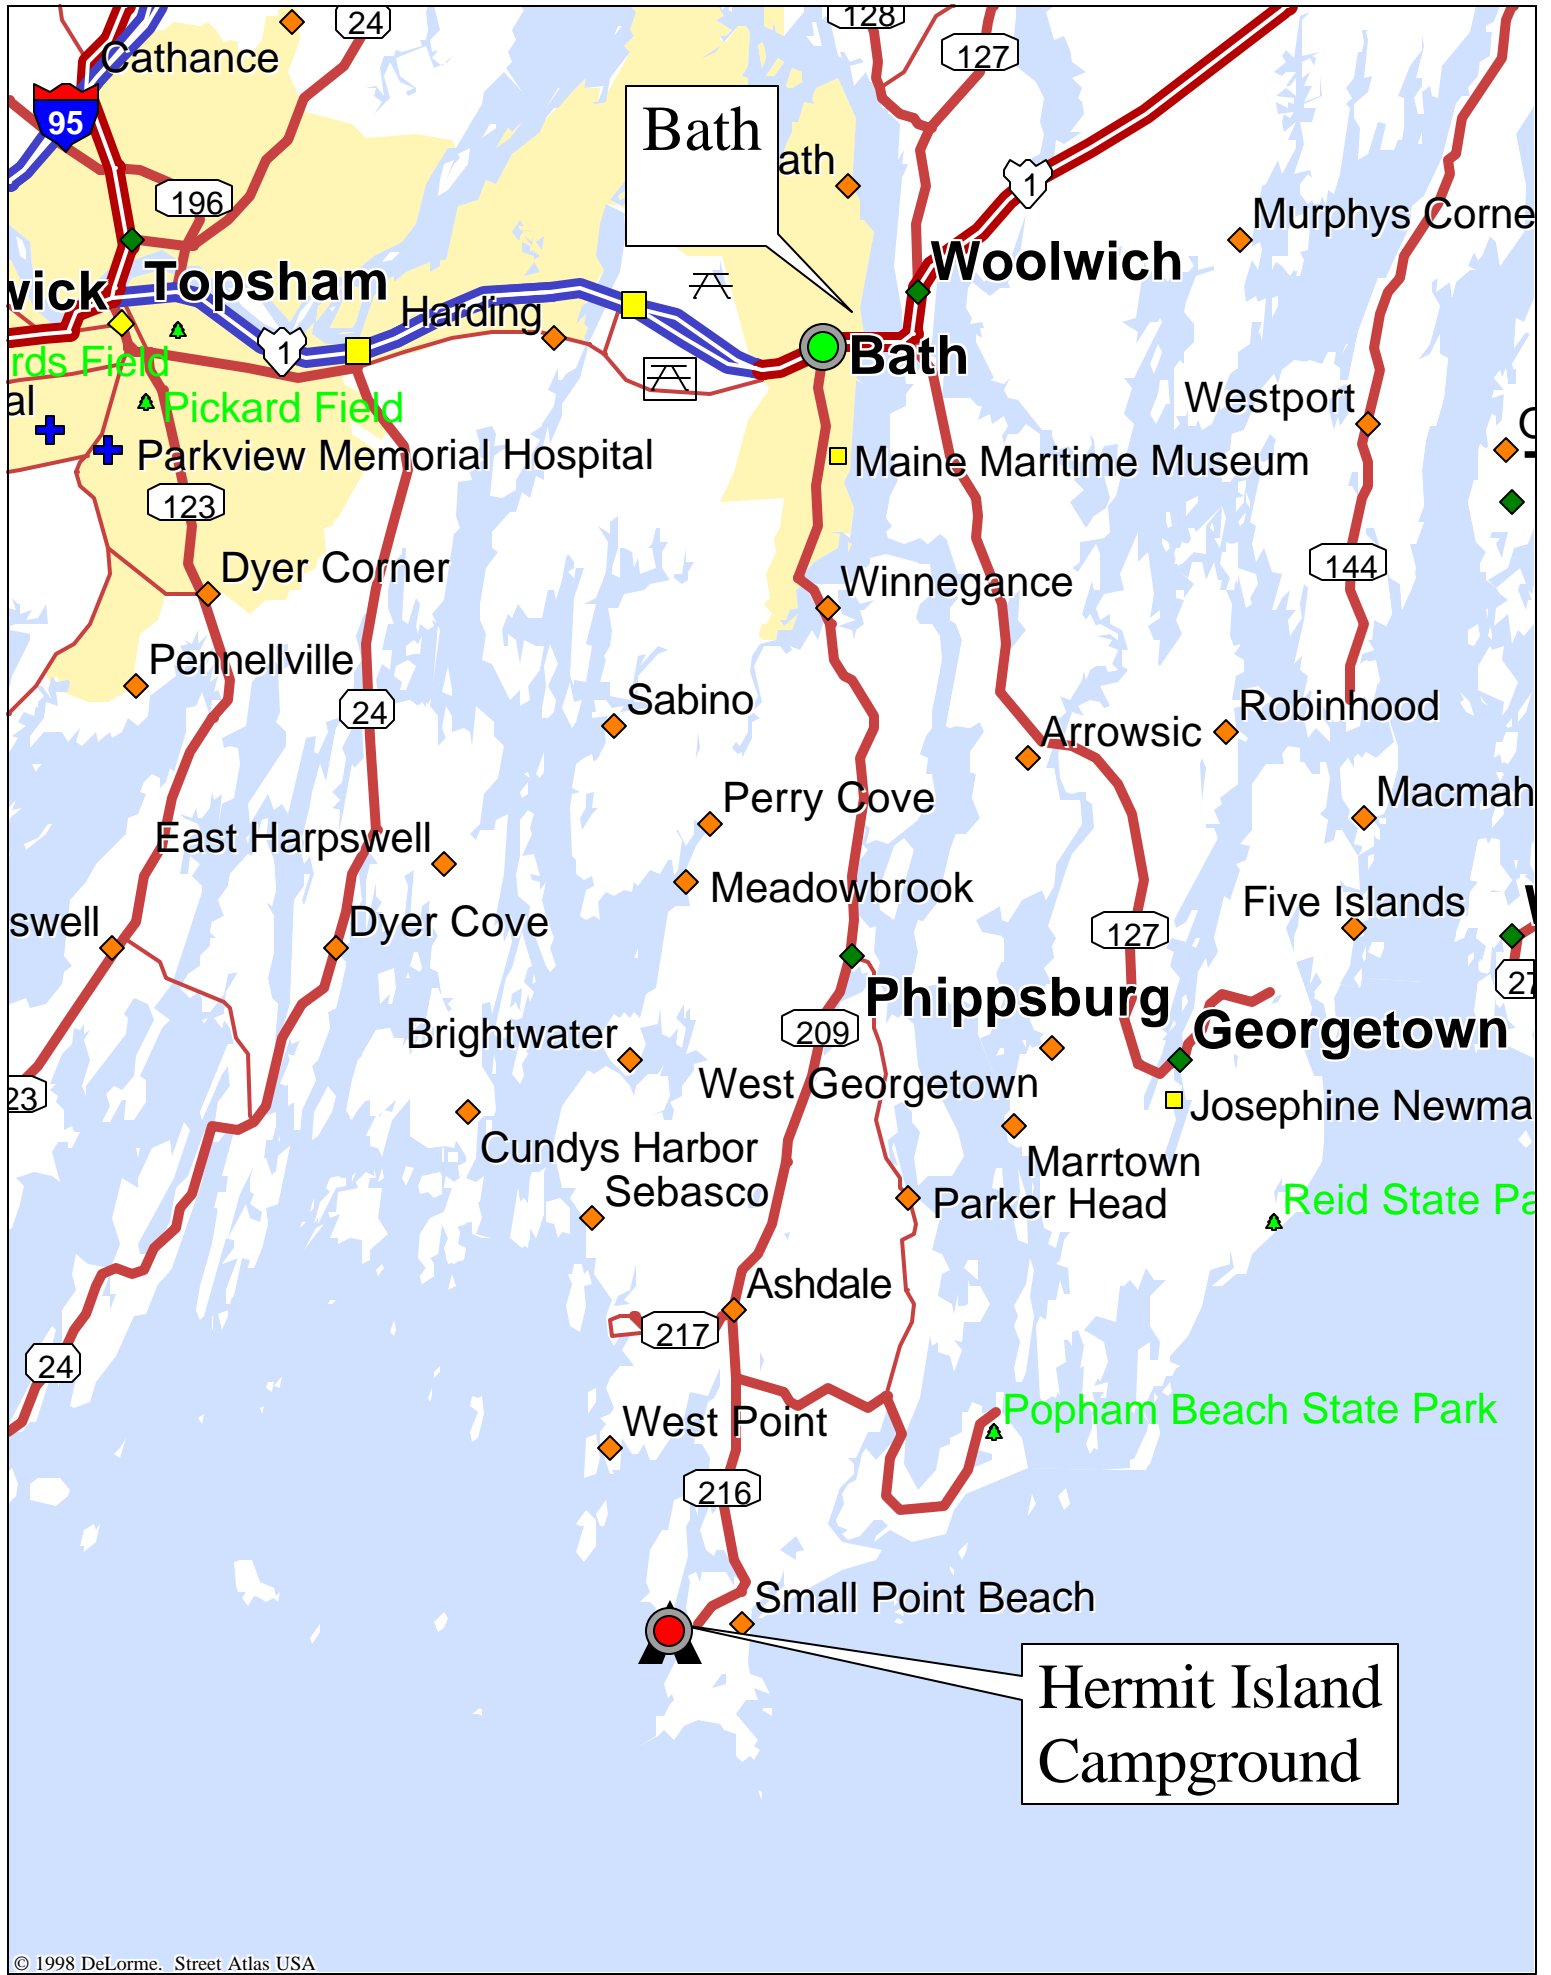 128
24
127
Cathance
95
Bath
ath
1
196
Murphys Corne
Woolwich
wick
Topsham
Harding
1
Bath
rds Field
al
Pickard Field
Westport
Parkview Memorial Hospital
Maine Maritime Museum
123
Dyer Corner
144
Winnegance
Pennellville
Sabino
24
Robinhood
Arrowsic
Perry Cove
Macmah
East Harpswell
Meadowbrook
Five Islands
swell
Dyer Cove
127
27
Phippsburg
209
Georgetown
Brightwater
West Georgetown
23
Josephine Newma
Cundys Harbor
Marrtown
Sebasco
Parker Head
Reid State Pa
Ashdale
217
24
West Point
Popham Beach State Park
216
Small Point Beach
Hermit Island
Campground
© 1998 DeLorme. Street Atlas USA